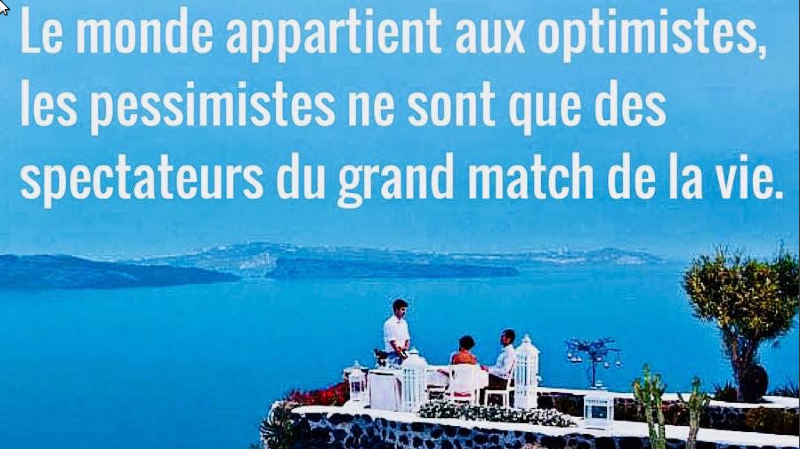 Le monde appartient aux optimistes,
les pessimistes ne sont que des
spectateurs du grand match de la vie.